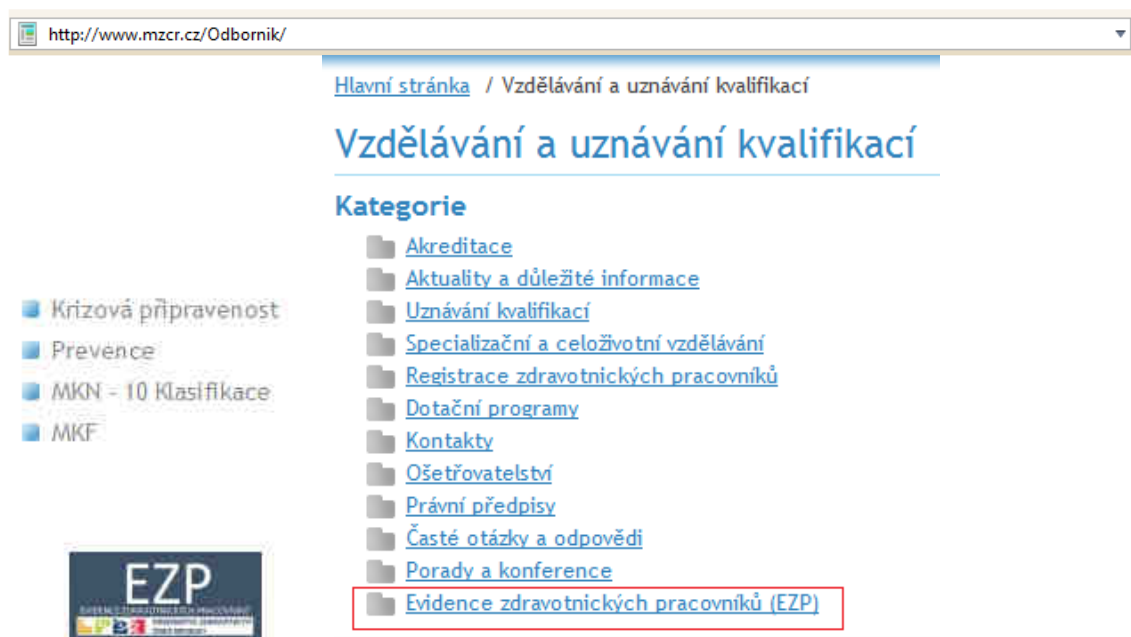 http://www.mzcr.cz/Odbornik/
Hlavní stránka / Vzdělávání a uznávání kvalifikací
Vzdělávání a uznávání kvalifikací
Kategorie
Akreditace
Aktuality a důležité informace
Uznávání kvalifikací
Specializační a celoživotní vzdělávání
Registrace zdravotnických pracovníků
Dotační programy
Kontakty
Ošetřovatelství
Právní předpisy
Časté otázky a odpovědi
Porady a konference
Evidence zdravotnických pracovníků (EZP)
Krizová připravenost
Prevence
MKN - 10 Klasifikace
MKF
EZP